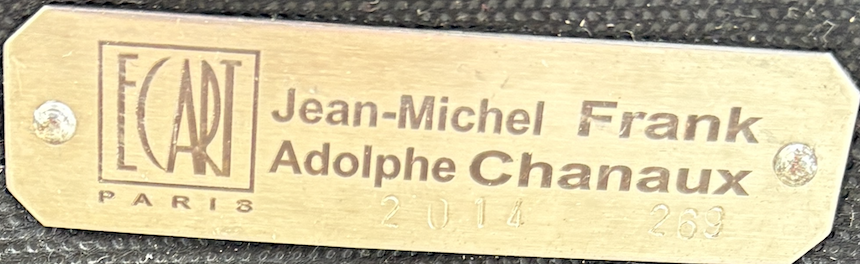 ECART
PARIS
Jean-Michel Frank
Adolphe Chanaux
2014 269